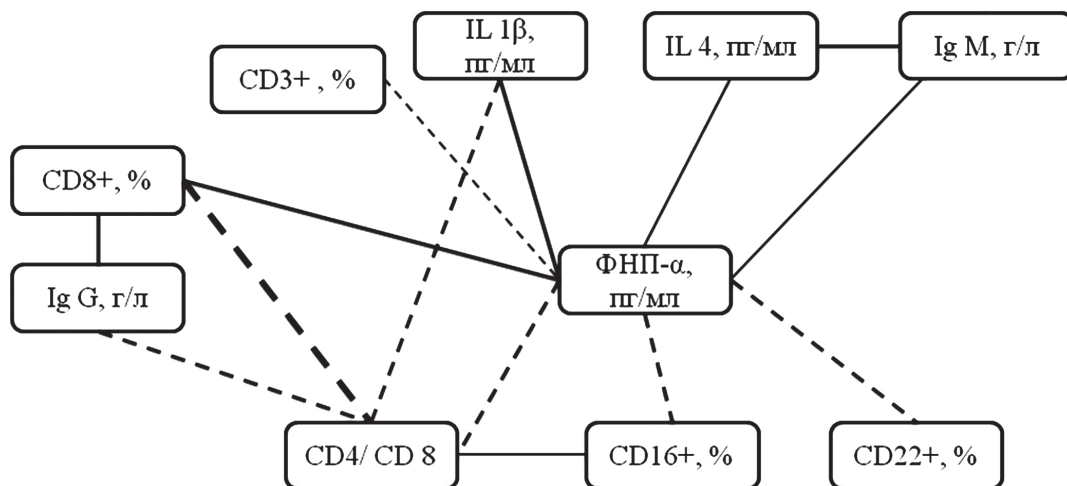 IL 1β,
пг/мл
IL 4, пг/мл
Ig M, г/л
CD3+ , %
CD8+, %
Ig G, г/л
ФНП-α,
пг/мл
CD4/ CD 8
CD16+, %
CD22+, %